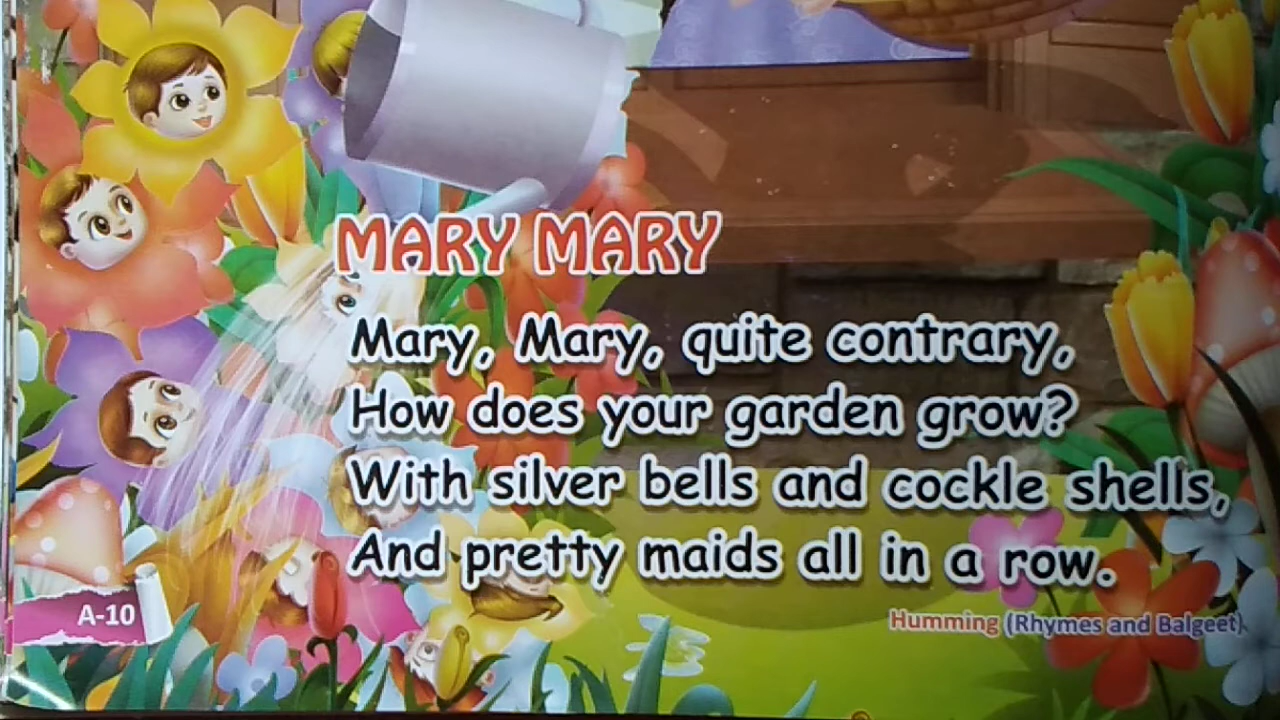 MARY MARY
Mary, Mary, quite contrary,
How does your garden grow?
With silver bells and cockle shells,
And pretty maids all in a row.
A-10
Humming (Rhymes and Balgeet)